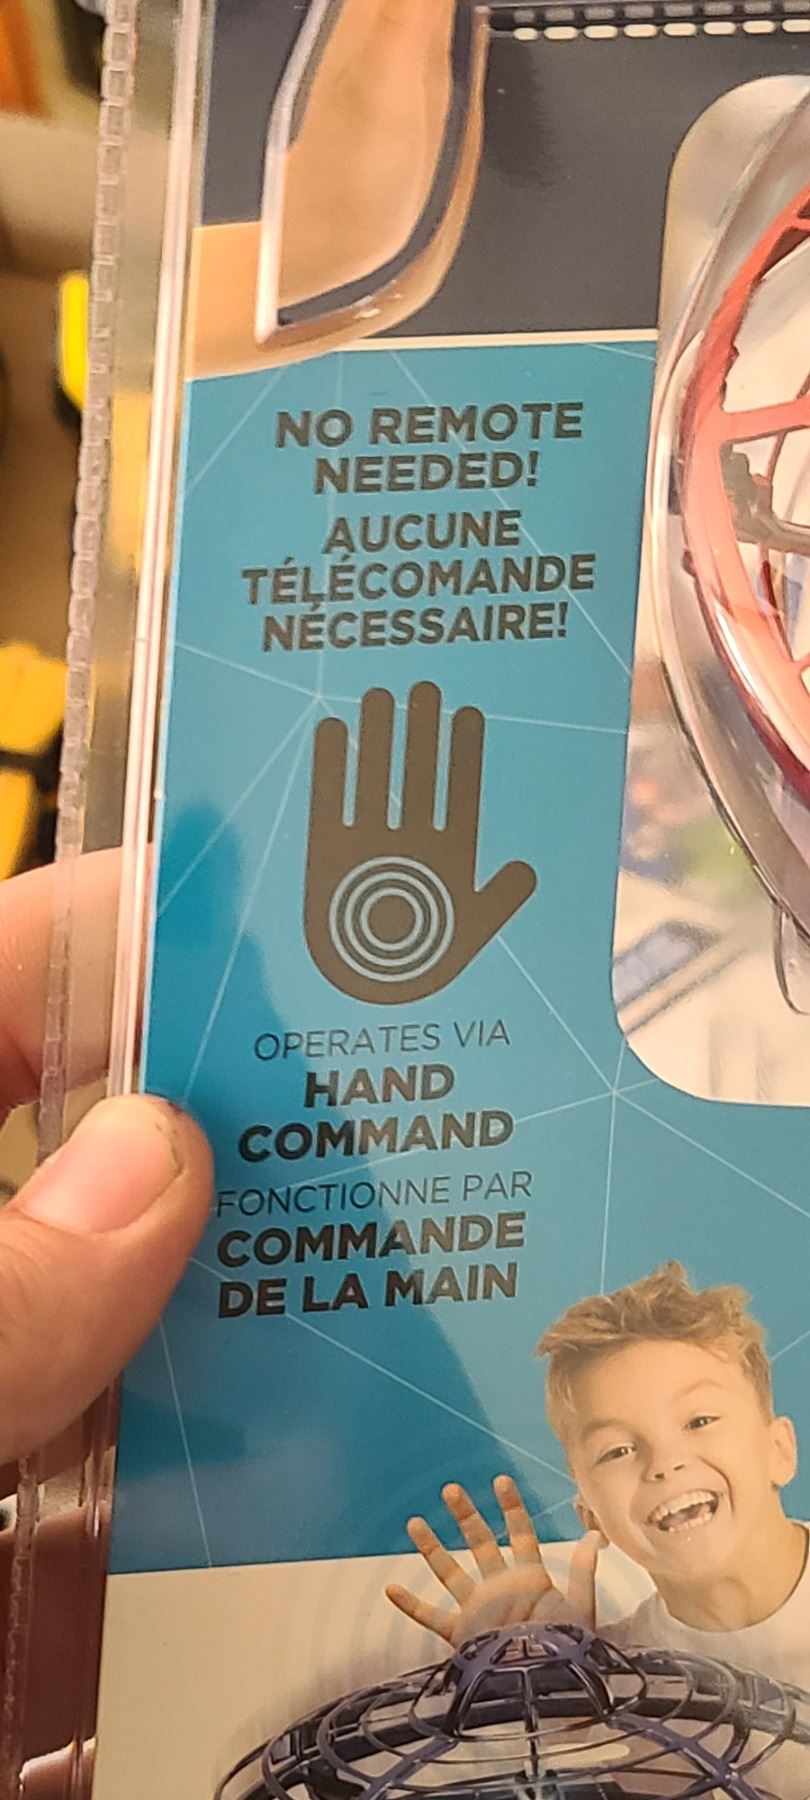 NO REMOTE
NEEDED!
AUCUNE
TÉLÉCOMANDE
NÉCESSAIRE!
OPERATES VIA
HAND
COMMAND
FONCTIONNE PAR
COMMANDE
DE LA MAIN